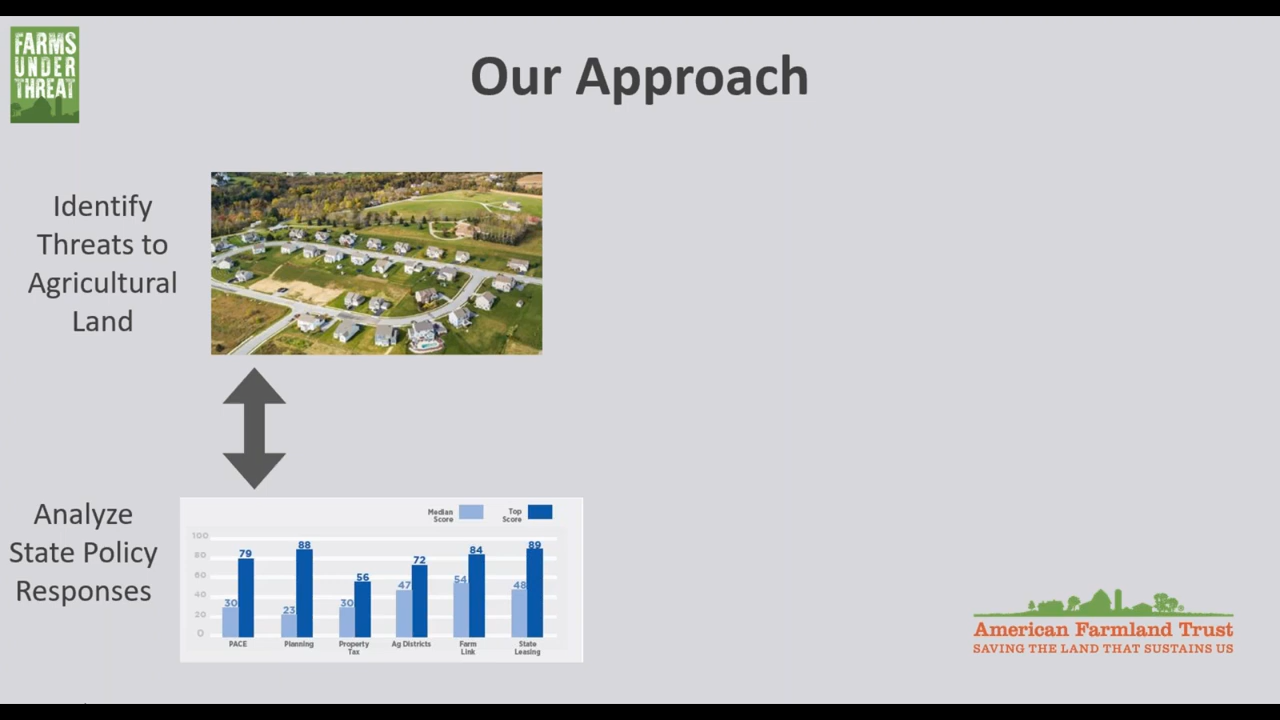 FARMS
UNDER
THREAT
Our Approach
Identify
Threats to
Agricultural
Land
Analyze
State Policy
Responses
Median
Score
Top
Score
100
80
60
40
20
0
30
79
23
88
30
56
47
72
54
84
48
89
PACE
Planning
Property
Tax
Ag Districts
Farm
Link
State
Leasing
American Farmland Trust
SAVING THE LAND THAT SUSTAINS US